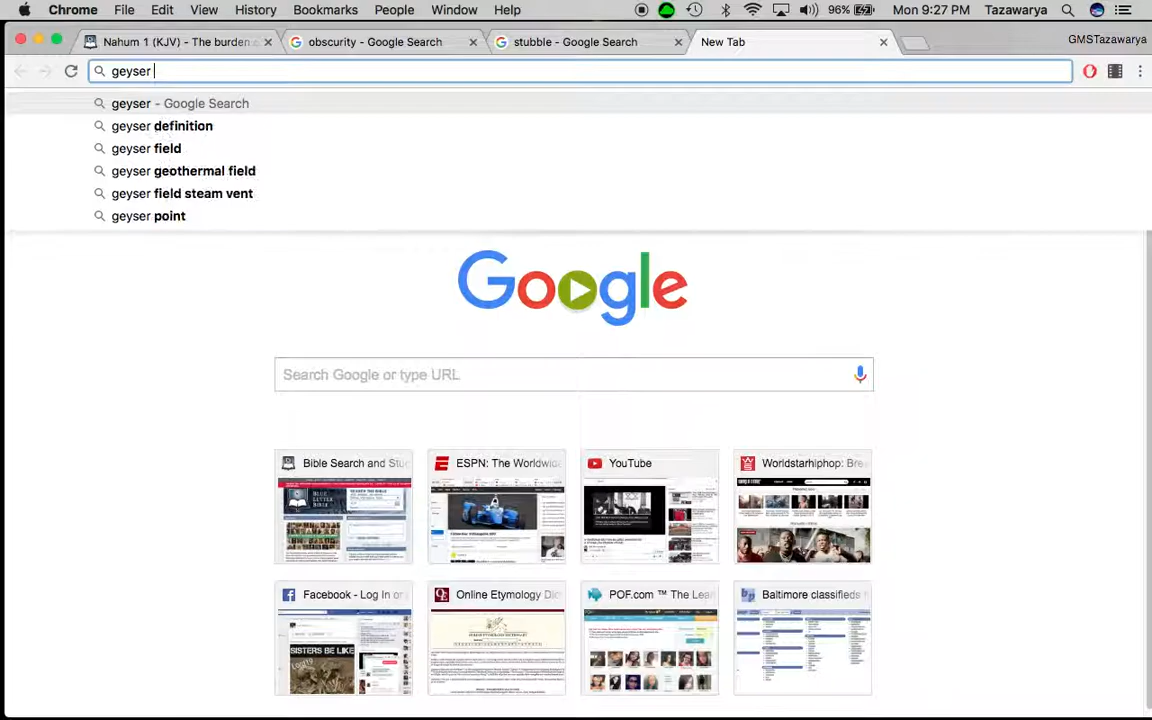 Chrome File Edit View History Bookmarks People Window Help 96% Mon 9:27 PM Tazawarya
Nahum 1 (KJV) - The burden obscurity - Google Search stubble - Google Search New Tab GMSTazawarya
geyser
geyser - Google Search
geyser definition
geyser field
geyser geothermal field
geyser field steam vent
geyser point
Google
Search Google or type URL
Bible Search and Stu ESPN: The Worldwid YouTube Worldstarhiphop: Bre
Facebook - Log In or Online Etymology Dic POF.com ™ The Lea Baltimore classifieds
SISTERS BE LIKE